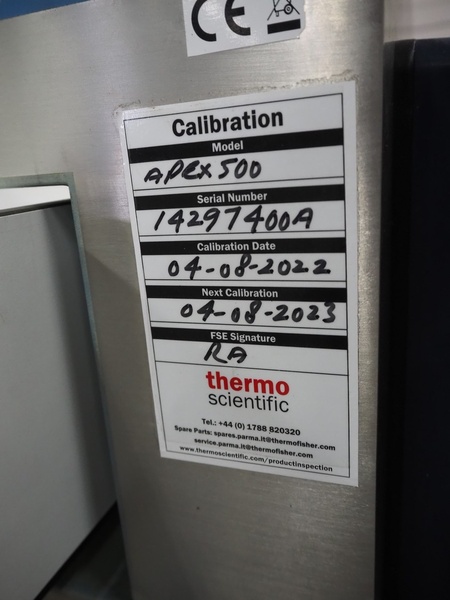 CE
Calibration
Model
APEX 500
Serial Number
14297400A
Calibration Date
04-08-2022
Next Calibration
04-08-2023
FSE Signature
RA
thermo
scientific
Tel.: +44 (0) 1788 820320
Spare Parts: spares.parma.it@thermofisher.com
service.parma.it@thermofisher.com
www.thermoscientific.com/productinspection